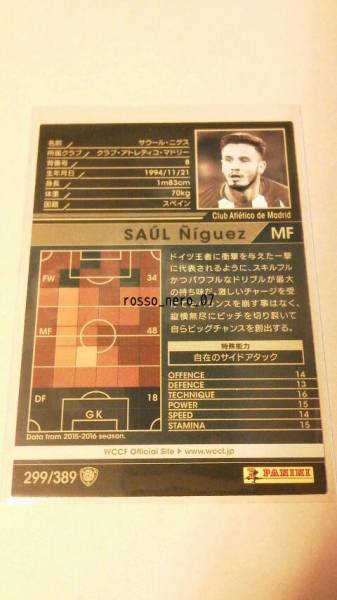 名前 サウール・ニゲス
所属クラブ クラブ・アトレティコ・マドリー
背番号 8
生年月日 1994/11/21
身長 1m83cm
体重 70kg
国籍 スペイン
Club Atlético de Madrid
SAÚL Ñíguez MF
FW 34
MF 48
DF 18
GK
Data from 2015-2016 season.
ドイツ王者に衝撃を与えた一撃
に代表されるように、スキルフル
かつパワフルなドリブルが最大
の持ち味だ。激しいチャージを受
けてもバランスを崩す事はなく、
縦横無尽にピッチを切り裂いて
自らビッグチャンスを創出する。
rosso_nero_07.
特殊能力
自在のサイドアタック
OFFENCE 14
DEFENCE 13
TECHNIQUE 16
POWER 15
SPEED 14
STAMINA 15
WCCF Official Site ▶ www.wccf.jp
299/389
PANINI